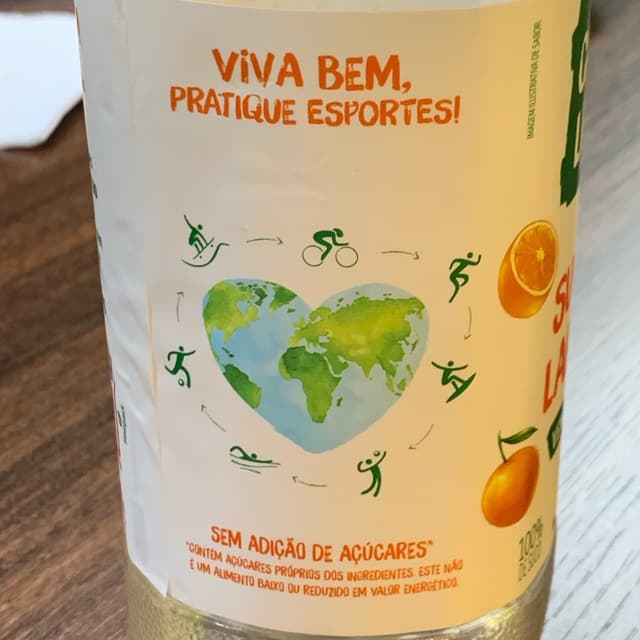 VIVA BEM,
PRATIQUE ESPORTES!
IMAGEM ILUSTRATIVA DE SABOR
SEM ADIÇÃO DE AÇÚCARES*
*CONTÉM AÇÚCARES PRÓPRIOS DOS INGREDIENTES. ESTE NÃO
É UM ALIMENTO BAIXO OU REDUZIDO EM VALOR ENERGÉTICO.
100%